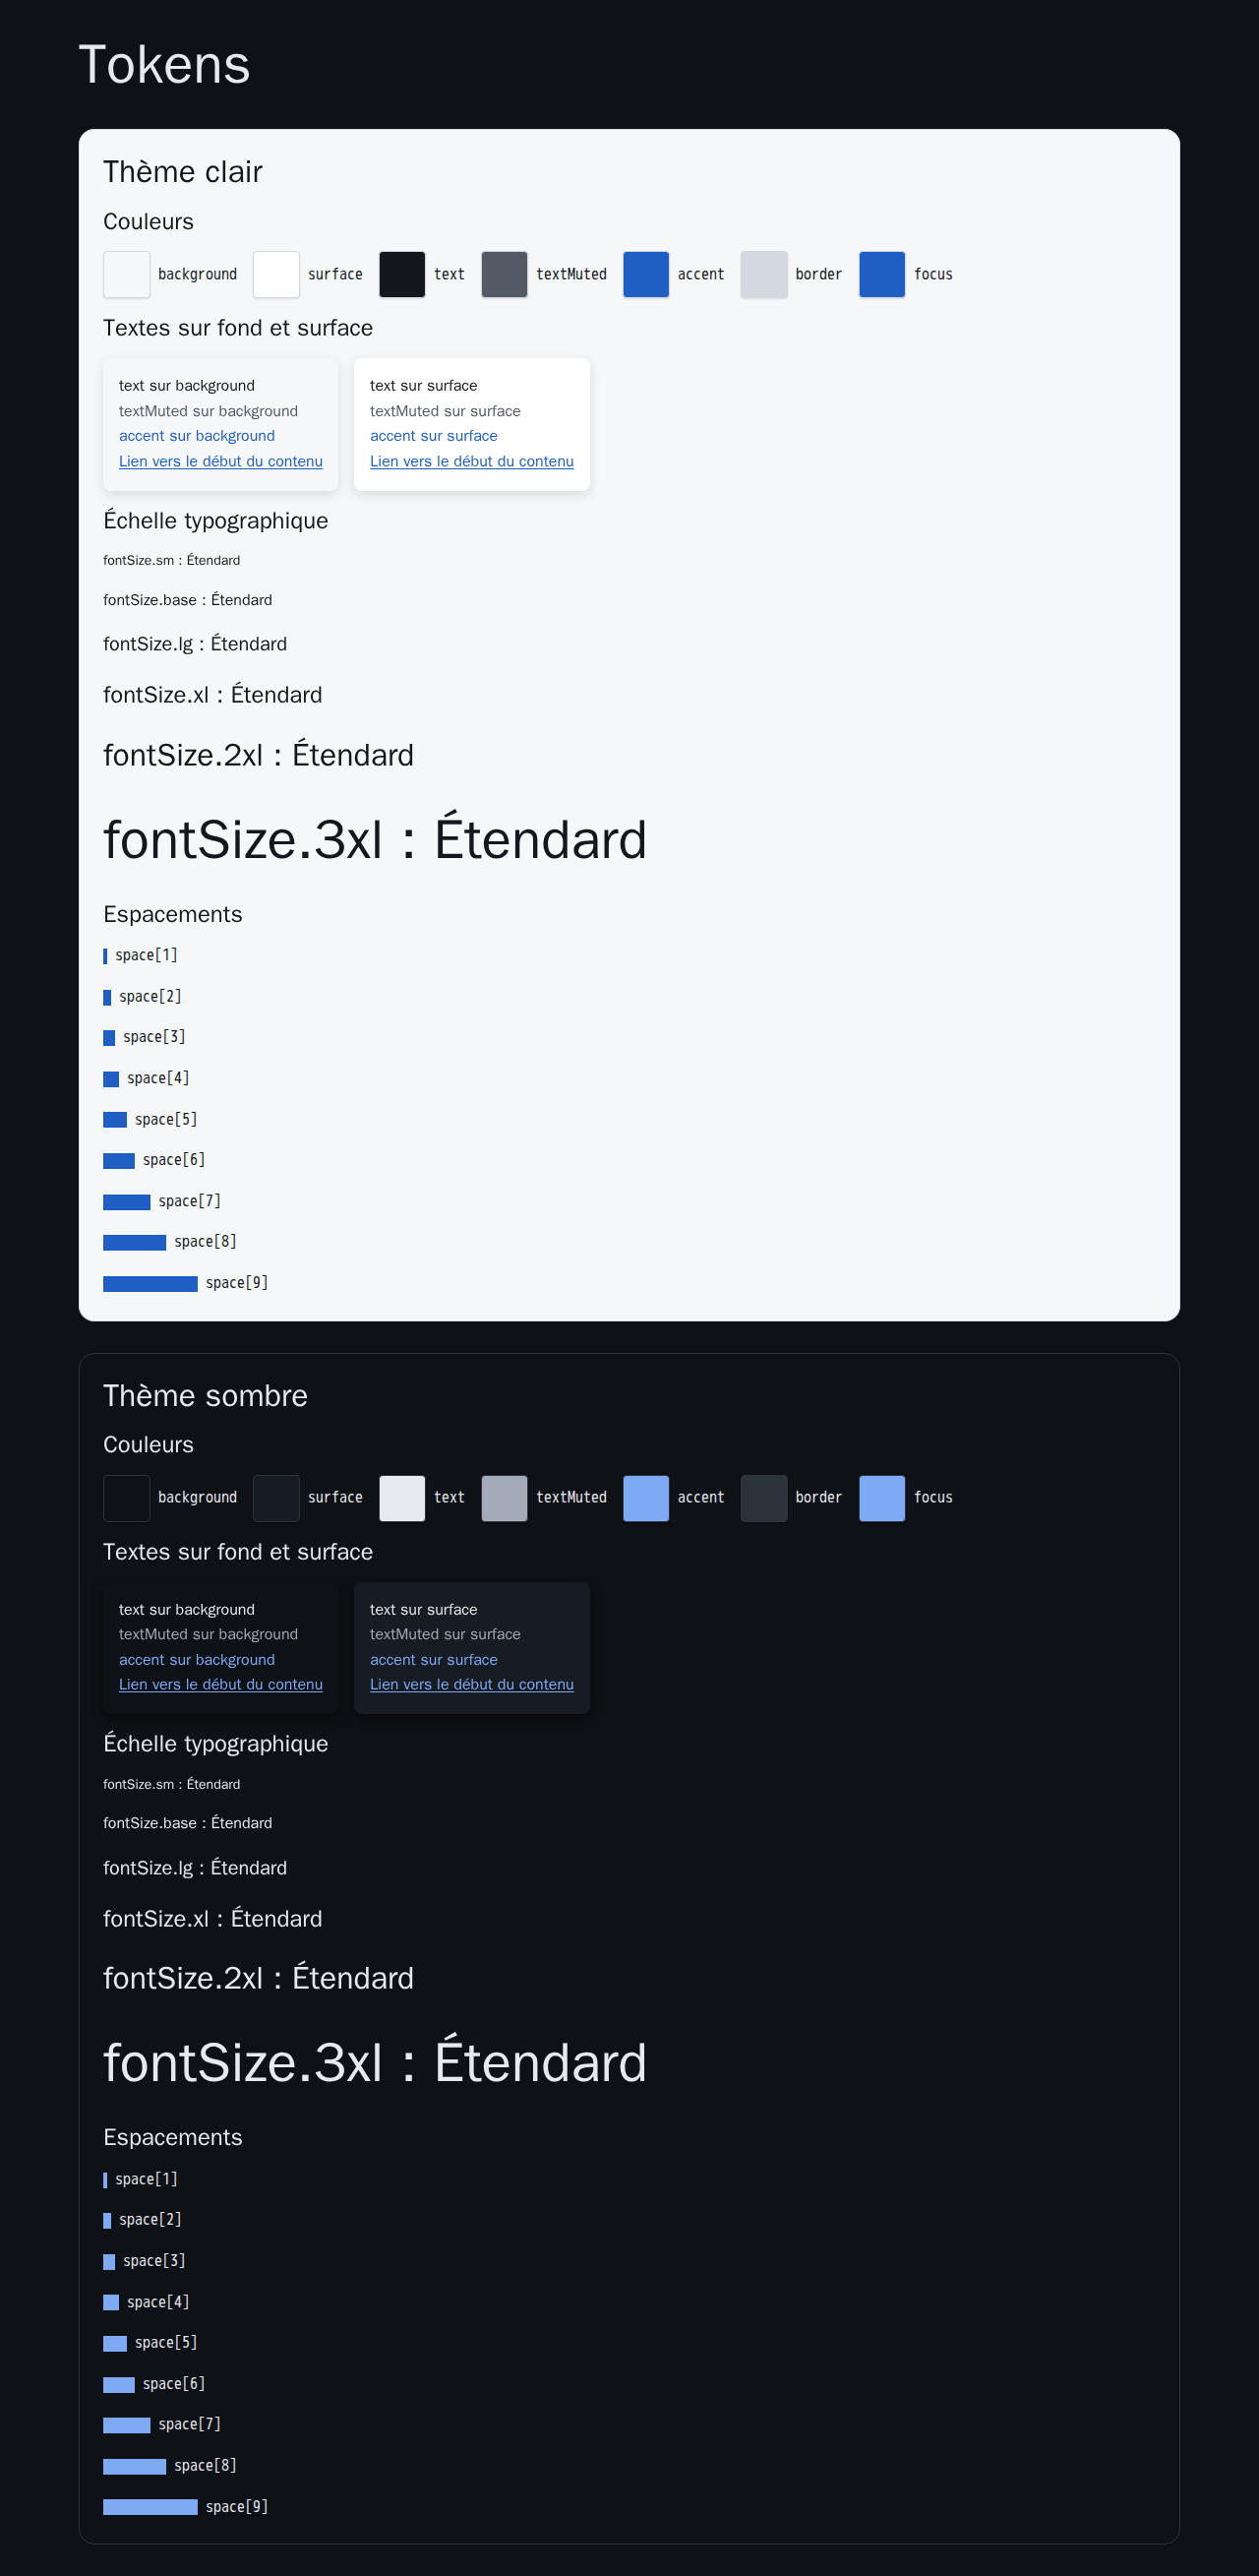 Tokens
Thème clair
Couleurs
background surface text textMuted accent border focus
Textes sur fond et surface
text sur background
textMuted sur background
accent sur background
Lien vers le début du contenu
text sur surface
textMuted sur surface
accent sur surface
Lien vers le début du contenu
Échelle typographique
fontSize.sm : Étendard
fontSize.base : Étendard
fontSize.lg : Étendard
fontSize.xl : Étendard
fontSize.2xl : Étendard
fontSize.3xl : Étendard
Espacements
space[1]
space[2]
space[3]
space[4]
space[5]
space[6]
space[7]
space[8]
space[9]
Thème sombre
Couleurs
background surface text textMuted accent border focus
Textes sur fond et surface
text sur background
textMuted sur background
accent sur background
Lien vers le début du contenu
text sur surface
textMuted sur surface
accent sur surface
Lien vers le début du contenu
Échelle typographique
fontSize.sm : Étendard
fontSize.base : Étendard
fontSize.lg : Étendard
fontSize.xl : Étendard
fontSize.2xl : Étendard
fontSize.3xl : Étendard
Espacements
space[1]
space[2]
space[3]
space[4]
space[5]
space[6]
space[7]
space[8]
space[9]